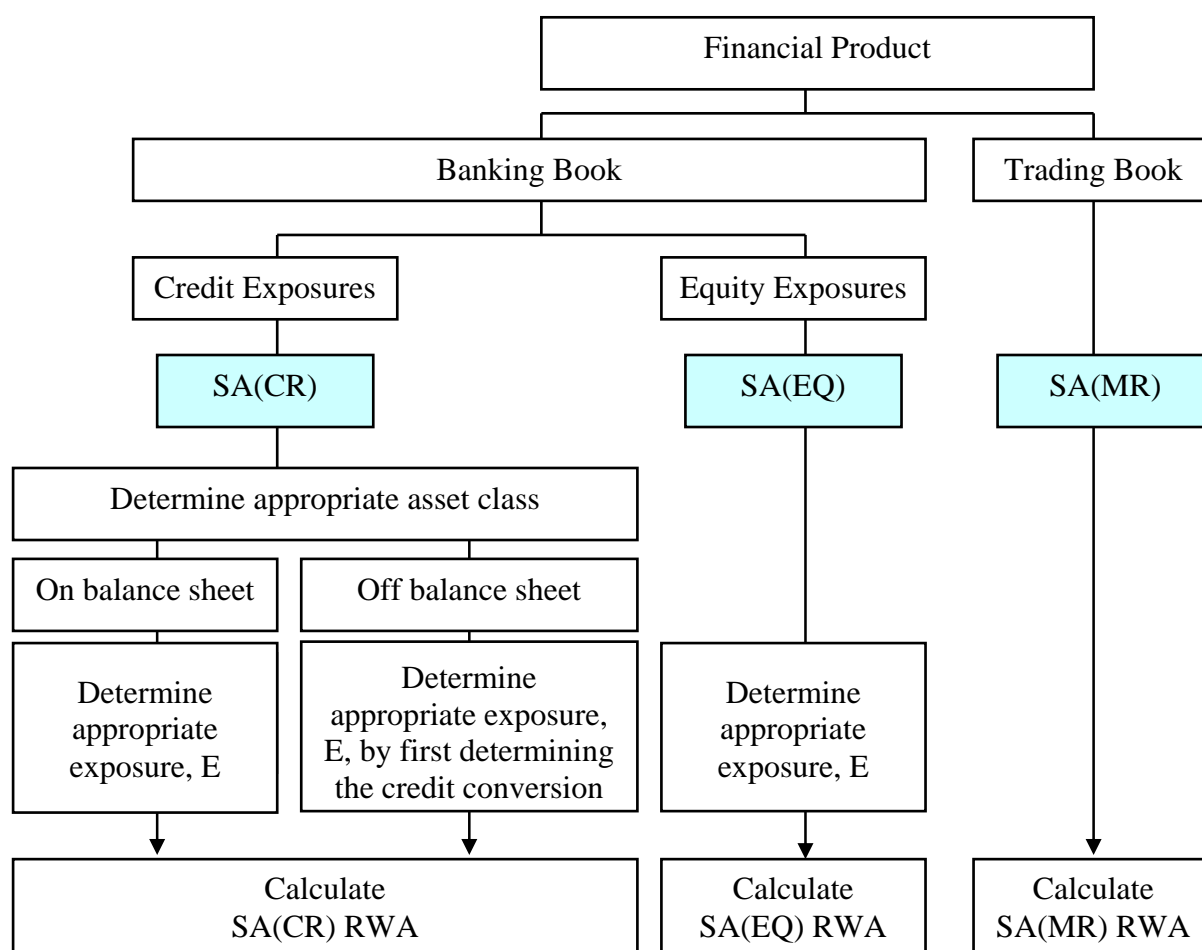 Financial Product
Banking Book
Trading Book
Credit Exposures
Equity Exposures
SA(CR)
SA(EQ)
SA(MR)
Determine appropriate asset class
On balance sheet
Off balance sheet
Determine
appropriate
exposure, E
Determine
appropriate exposure,
E, by first determining
the credit conversion
Determine
appropriate
exposure, E
Calculate
SA(CR) RWA
Calculate
SA(EQ) RWA
Calculate
SA(MR) RWA